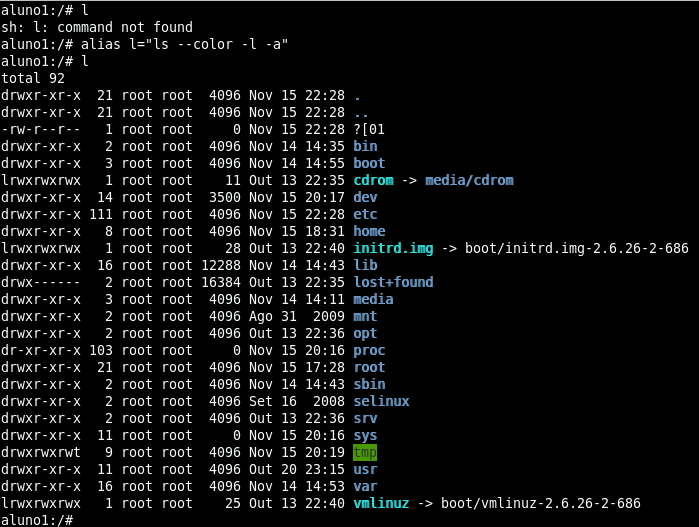 aluno1:/# l
sh: l: command not found
aluno1:/# alias l="ls --color -l -a"
aluno1:/# l
total 92
drwxr-xr-x  21 root root  4096 Nov 15 22:28 .
drwxr-xr-x  21 root root  4096 Nov 15 22:28 ..
-rw-r--r--   1 root root     0 Nov 15 22:28 ?[01
drwxr-xr-x   2 root root  4096 Nov 14 14:35 bin
drwxr-xr-x   3 root root  4096 Nov 14 14:55 boot
lrwxrwxrwx   1 root root    11 Out 13 22:35 cdrom -> media/cdrom
drwxr-xr-x  14 root root  3500 Nov 15 20:17 dev
drwxr-xr-x 111 root root  4096 Nov 15 22:28 etc
drwxr-xr-x   8 root root  4096 Nov 15 18:31 home
lrwxrwxrwx   1 root root    28 Out 13 22:40 initrd.img -> boot/initrd.img-2.6.26-2-686
drwxr-xr-x  16 root root 12288 Nov 14 14:43 lib
drwx------   2 root root 16384 Out 13 22:35 lost+found
drwxr-xr-x   3 root root  4096 Nov 14 14:11 media
drwxr-xr-x   2 root root  4096 Ago 31  2009 mnt
drwxr-xr-x   2 root root  4096 Out 13 22:36 opt
dr-xr-xr-x 103 root root     0 Nov 15 20:16 proc
drwxr-xr-x  21 root root  4096 Nov 15 17:28 root
drwxr-xr-x   2 root root  4096 Nov 14 14:43 sbin
drwxr-xr-x   2 root root  4096 Set 16  2008 selinux
drwxr-xr-x   2 root root  4096 Out 13 22:36 srv
drwxr-xr-x  11 root root     0 Nov 15 20:16 sys
drwxrwxrwt   9 root root  4096 Nov 15 20:19 tmp
drwxr-xr-x  11 root root  4096 Out 20 23:15 usr
drwxr-xr-x  16 root root  4096 Nov 14 14:53 var
lrwxrwxrwx   1 root root    25 Out 13 22:40 vmlinuz -> boot/vmlinuz-2.6.26-2-686
aluno1:/#